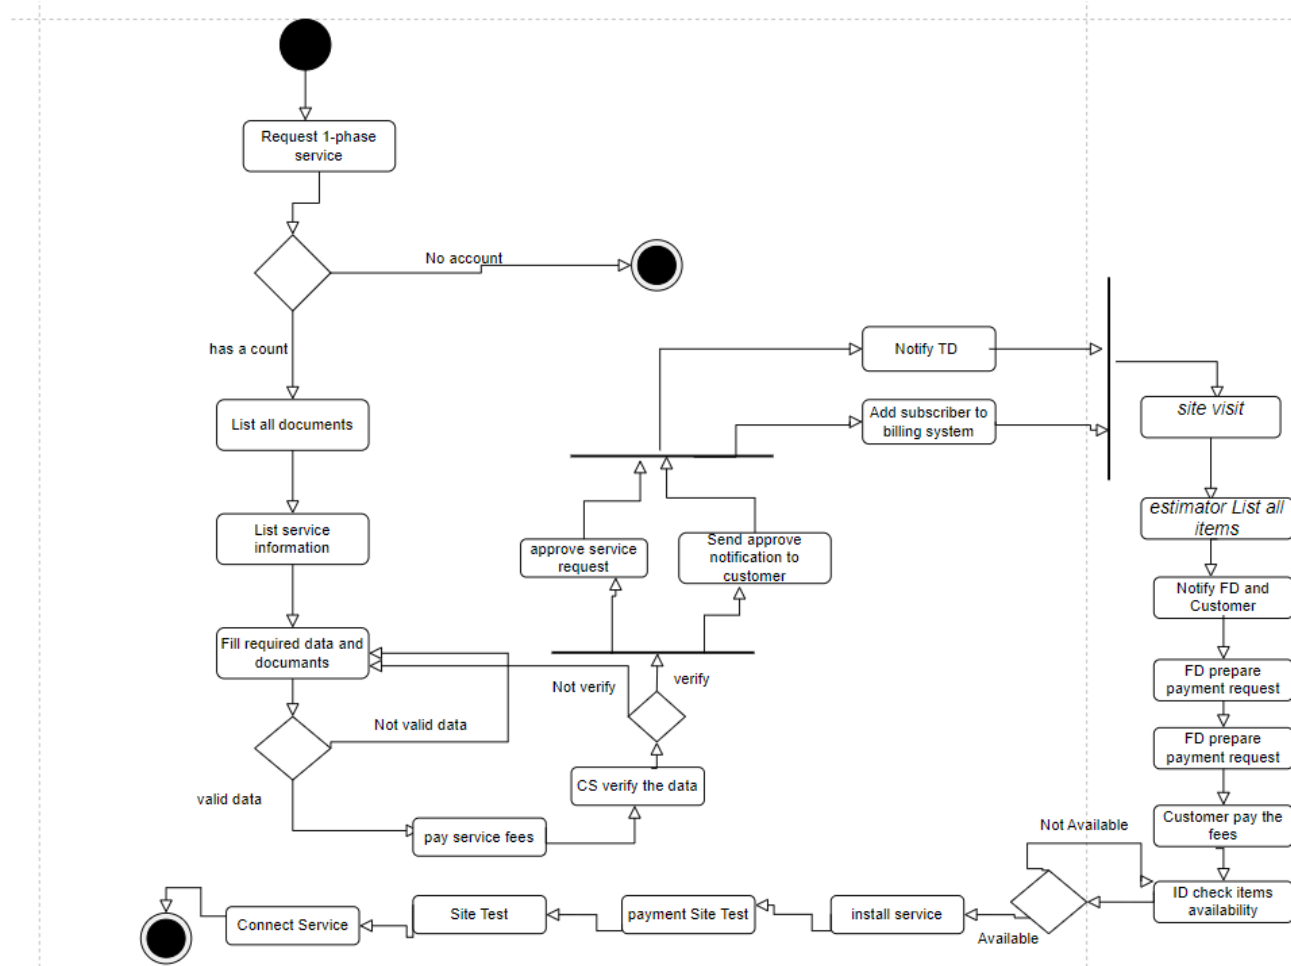 Request 1-phase
service
No account
has a count
List all documents
List service
information
Fill required data and
documants
Not valid data
valid data
pay service fees
CS verify the data
Not verify
verify
approve service
request
Send approve
notification to
customer
Notify TD
Add subscriber to
billing system
site visit
estimator List all
items
Notify FD and
Customer
FD prepare
payment request
FD prepare
payment request
Customer pay the
fees
ID check items
availability
Not Available
Available
install service
payment Site Test
Site Test
Connect Service